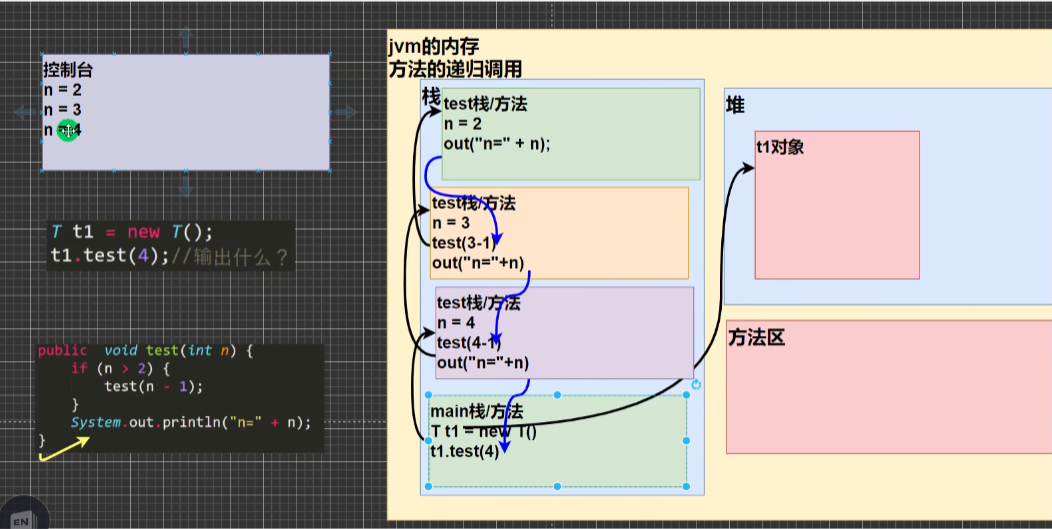 控制台
n = 2
n = 3
n = 4
T t1 = new T();
t1.test(4);//输出什么？
public void test(int n) {
if (n > 2) {
test(n - 1);
}
System.out.println("n=" + n);
}
EN
jvm的内存
方法的递归调用
栈
test栈/方法
n = 2
out("n=" + n);
test栈/方法
n = 3
test(3-1)
out("n="+n)
test栈/方法
n = 4
test(4-1)
out("n="+n)
main栈/方法
T t1 = new T()
t1.test(4)
堆
t1对象
方法区